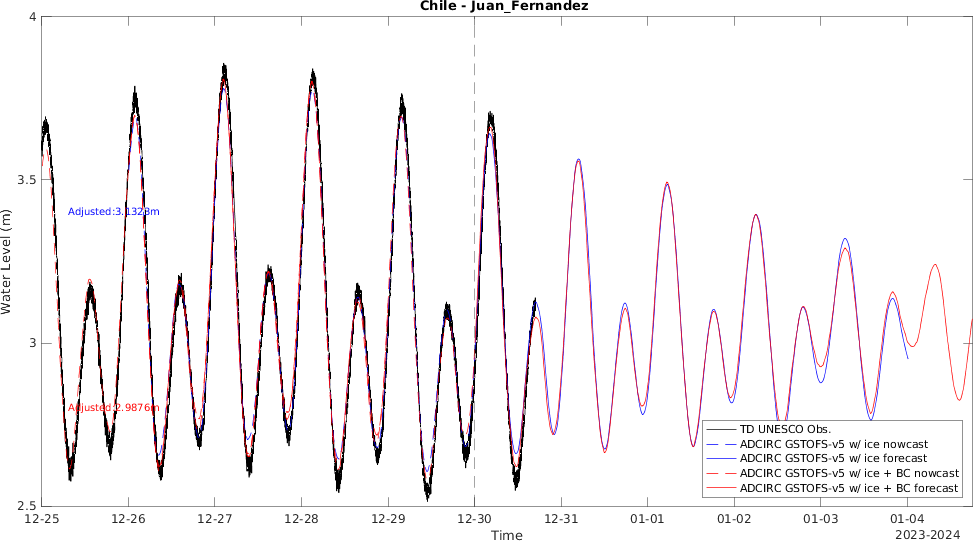 Chile - Juan_Fernandez
4
3.5
3
2.5
Water Level (m)
Adjusted:3.1323m
Adjusted:2.9876m
TD UNESCO Obs.
ADCIRC GSTOFS-v5 w/ ice nowcast
ADCIRC GSTOFS-v5 w/ ice forecast
ADCIRC GSTOFS-v5 w/ ice + BC nowcast
ADCIRC GSTOFS-v5 w/ ice + BC forecast
12-25 12-26 12-27 12-28 12-29 12-30 12-31 01-01 01-02 01-03 01-04
Time
2023-2024